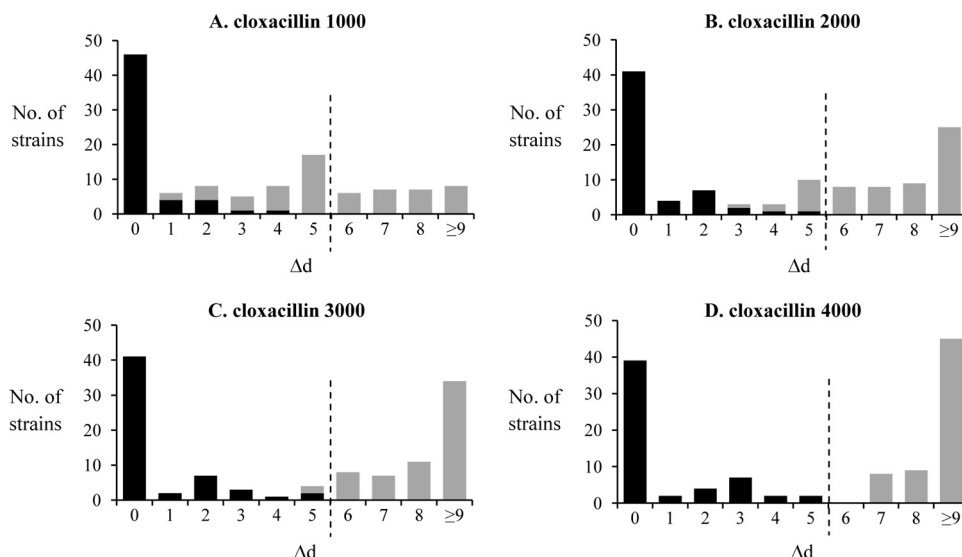 A. cloxacillin 1000
50
40
30
20
10
0
No. of
strains
0 1 2 3 4 5 6 7 8 ≥9
Δd
B. cloxacillin 2000
50
40
30
20
10
0
No. of
strains
0 1 2 3 4 5 6 7 8 ≥9
Δd
C. cloxacillin 3000
50
40
30
20
10
0
No. of
strains
0 1 2 3 4 5 6 7 8 ≥9
Δd
D. cloxacillin 4000
50
40
30
20
10
0
No. of
strains
0 1 2 3 4 5 6 7 8 ≥9
Δd